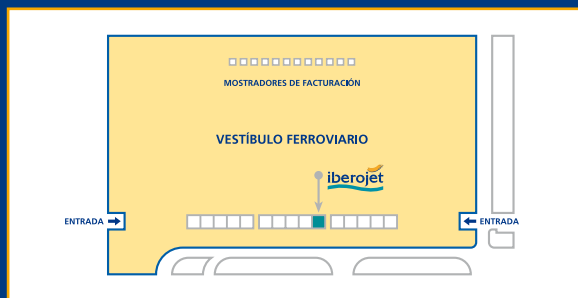 MOSTRADORES DE FACTURACIÓN
VESTÍBULO FERROVIARIO
iberojet
ENTRADA
ENTRADA